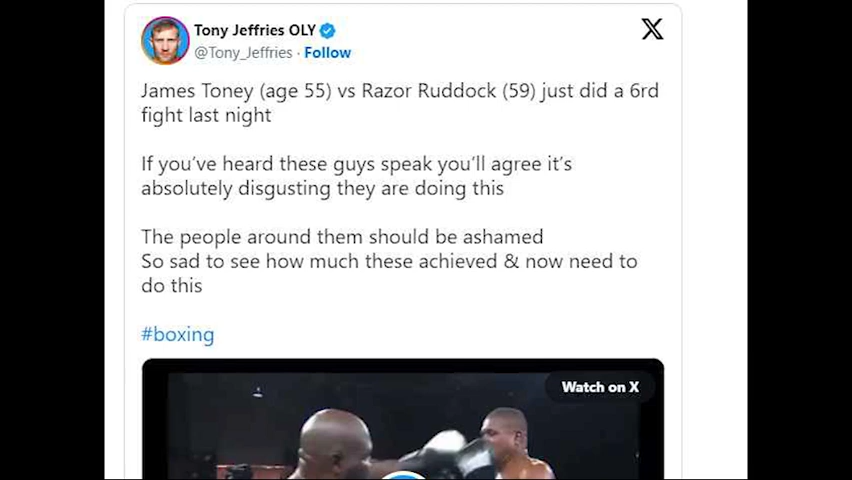 Tony Jeffries OLY
@Tony_Jeffries · Follow
James Toney (age 55) vs Razor Ruddock (59) just did a 6rd
fight last night
If you've heard these guys speak you'll agree it's
absolutely disgusting they are doing this
The people around them should be ashamed
So sad to see how much these achieved & now need to
do this
#boxing
Watch on X